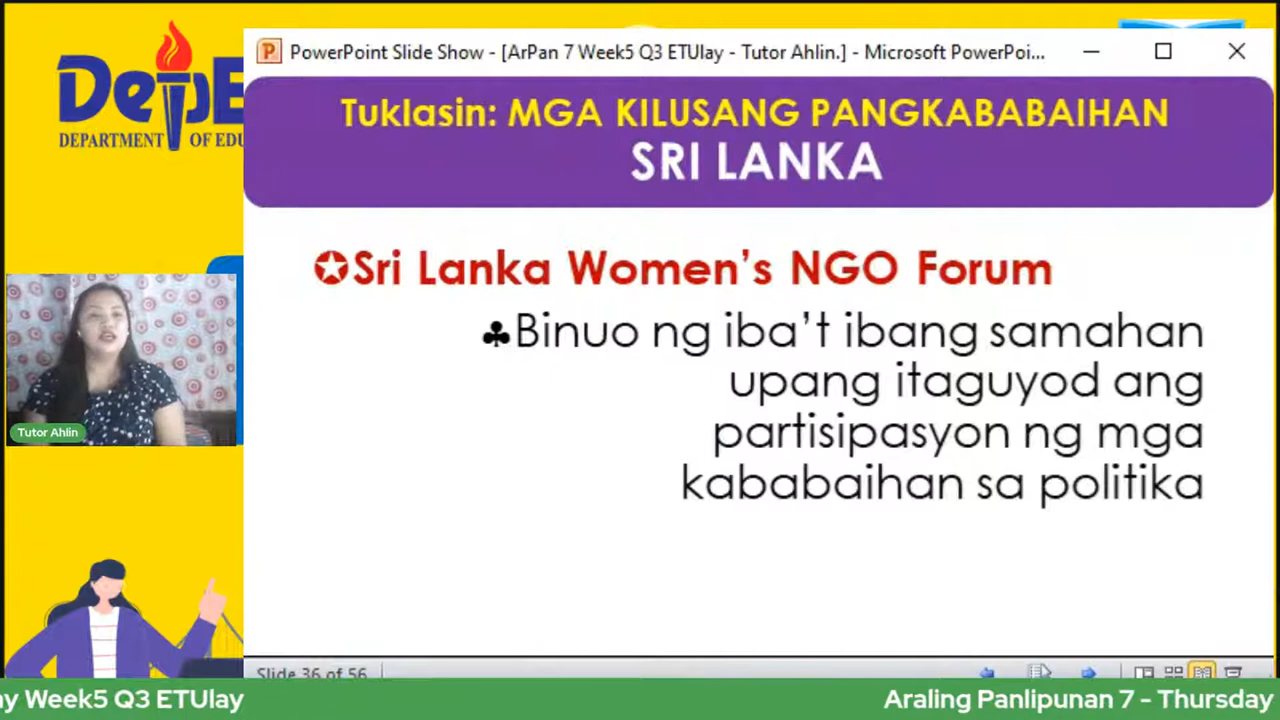 PowerPoint Slide Show - [ArPan 7 Week5 Q3 ETUlay - Tutor Ahlin.] - Microsoft PowerPoi...
DepE
DEPARTMENT OF EDU
Tuklasin: MGA KILUSANG PANGKABABAIHAN
SRI LANKA
✪Sri Lanka Women's NGO Forum
♣Binuo ng iba't ibang samahan
upang itaguyod ang
partisipasyon ng mga
kababaihan sa politika
Tutor Ahlin
Slide 36 of 56
ay Week5 Q3 ETUlay
Araling Panlipunan 7 - Thursday